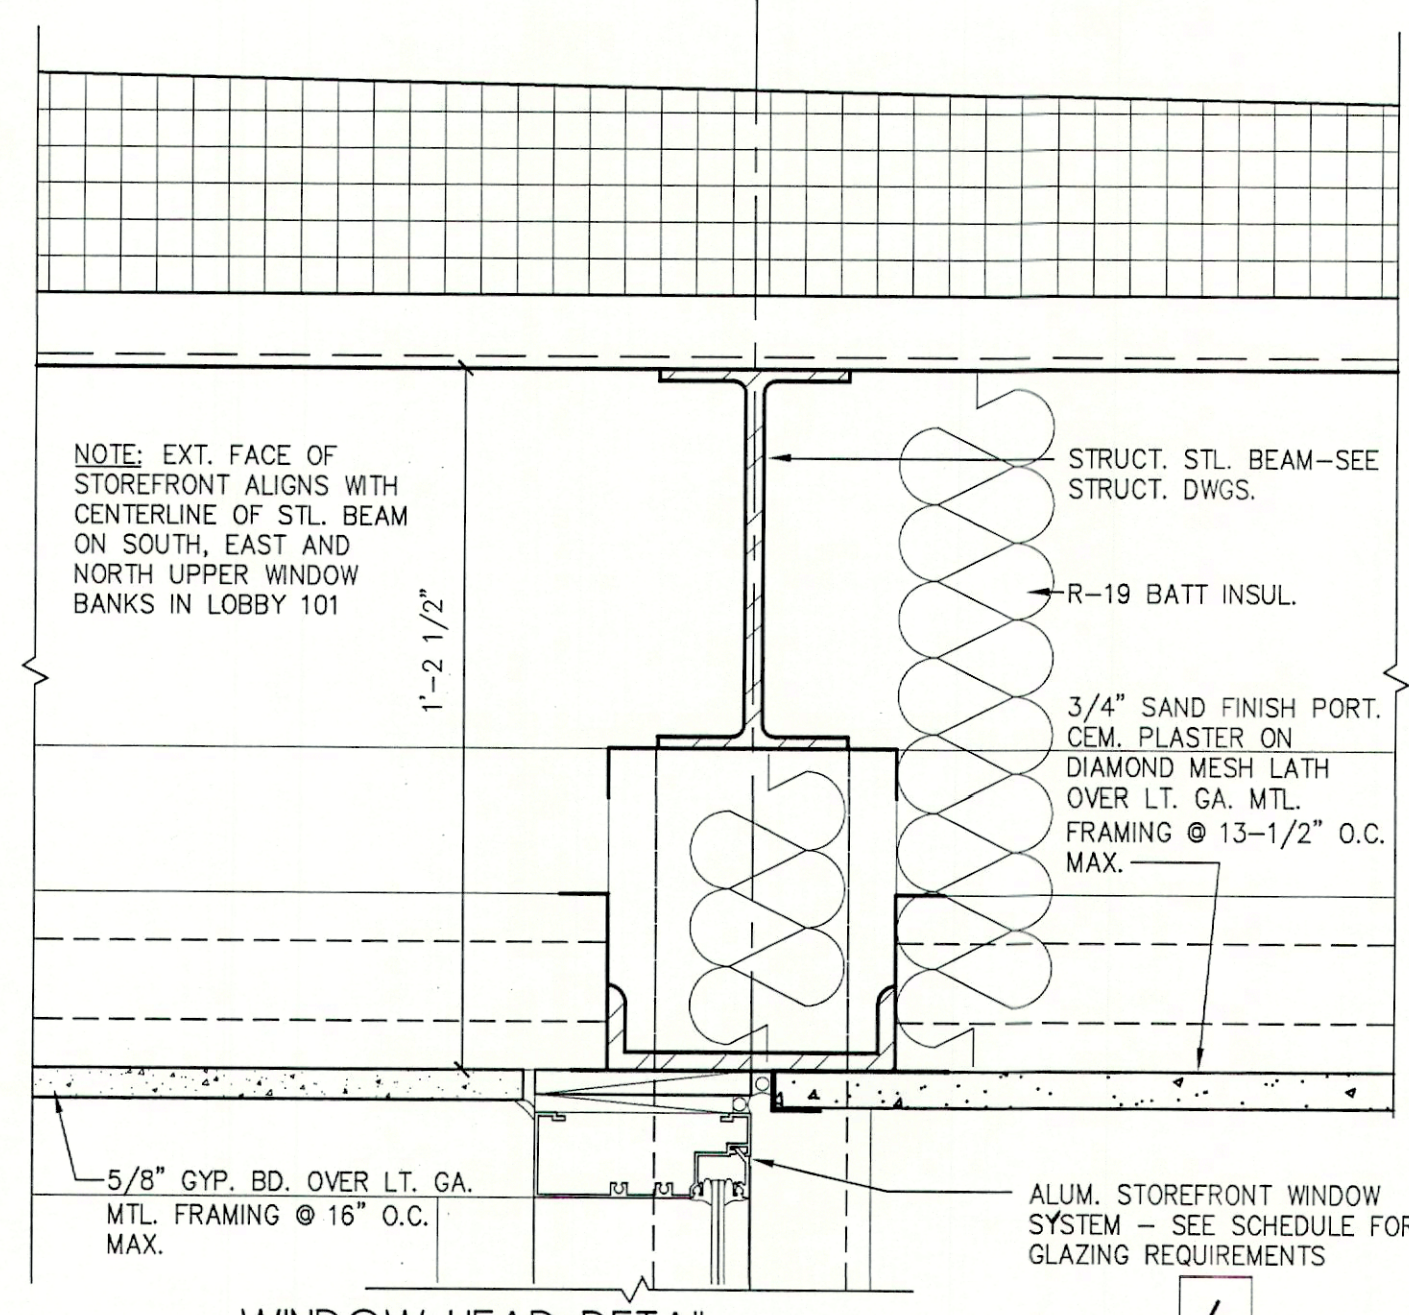 NOTE: EXT. FACE OF
STOREFRONT ALIGNS WITH
CENTERLINE OF STL. BEAM
ON SOUTH, EAST AND
NORTH UPPER WINDOW
BANKS IN LOBBY 101
1'-2 1/2"
STRUCT. STL. BEAM-SEE
STRUCT. DWGS.
R-19 BATT INSUL.
3/4" SAND FINISH PORT.
CEM. PLASTER ON
DIAMOND MESH LATH
OVER LT. GA. MTL.
FRAMING @ 13-1/2" O.C.
MAX.
5/8" GYP. BD. OVER LT. GA.
MTL. FRAMING @ 16" O.C.
MAX.
ALUM. STOREFRONT WINDOW
SYSTEM - SEE SCHEDULE FOR
GLAZING REQUIREMENTS
WINDOW HEAD DETAIL